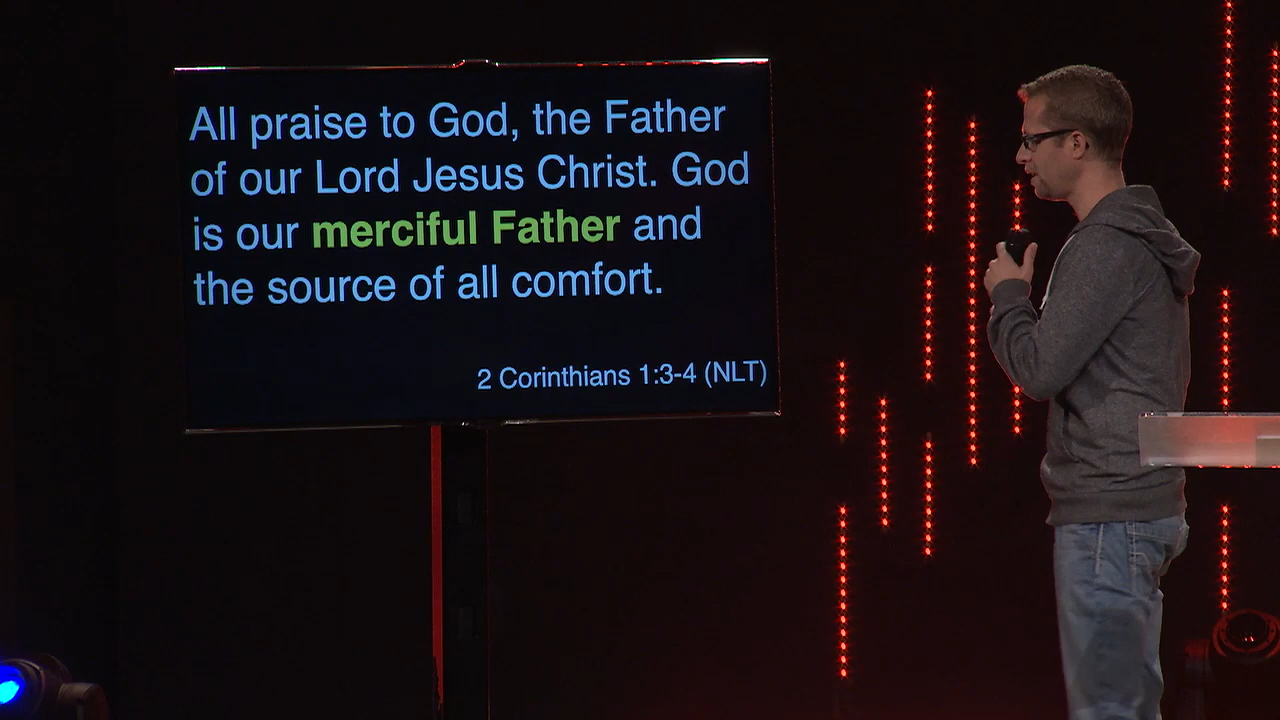 All praise to God, the Father
of our Lord Jesus Christ. God
is our merciful Father and
the source of all comfort.
2 Corinthians 1:3-4 (NLT)